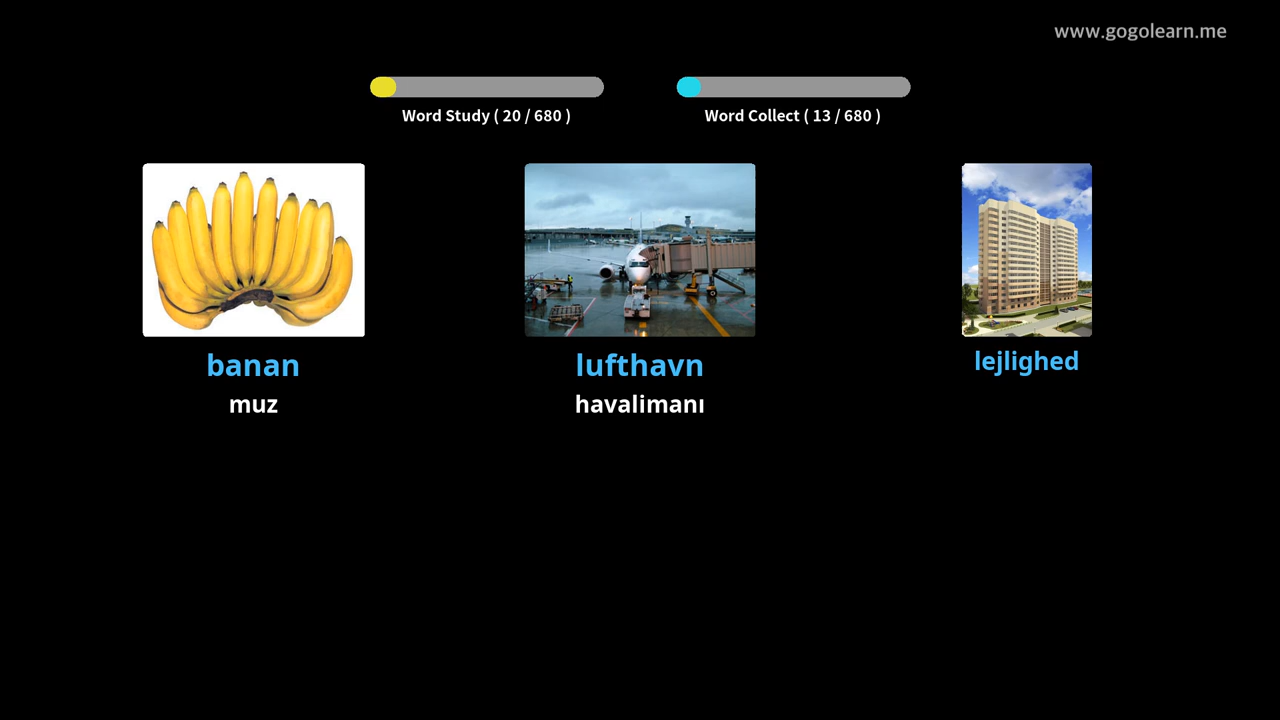 www.gogolearn.me
Word Study ( 20 / 680 )
Word Collect ( 13 / 680 )
banan
muz
lufthavn
havalimanı
lejlighed